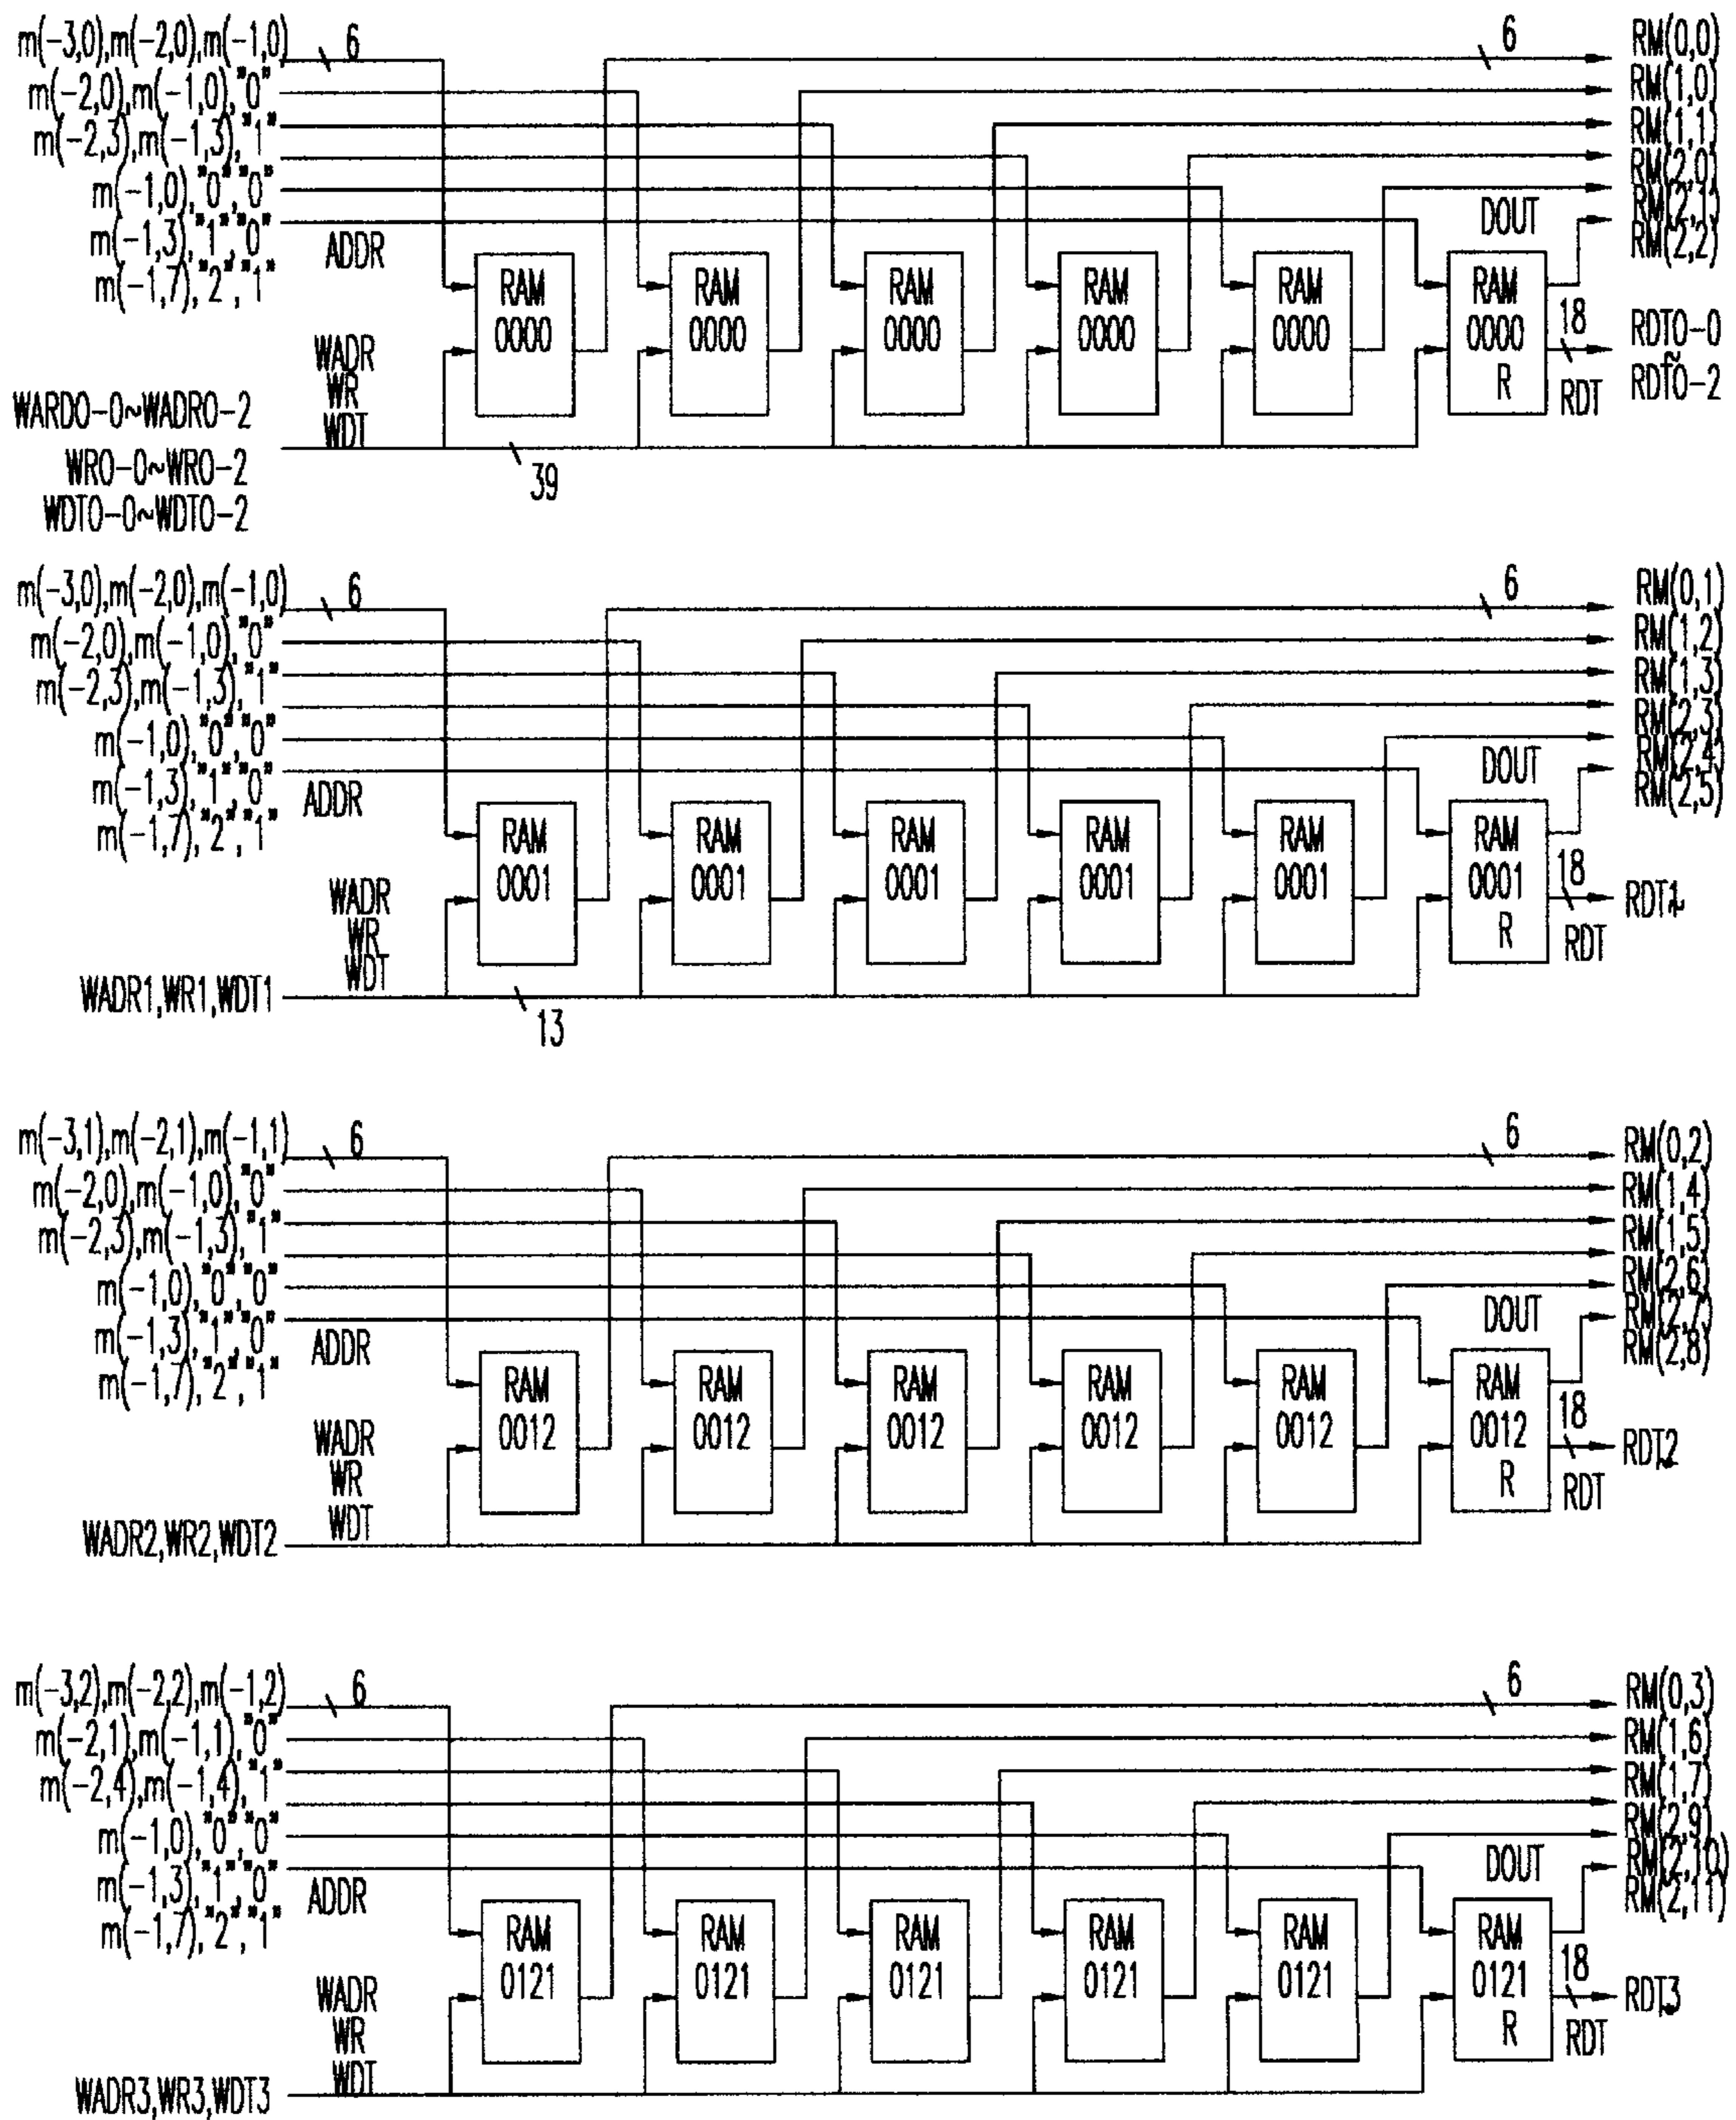 m(-3,0),m(-2,0),m(-1,0)
m(-2,0),m(-1,0),"0"
m(-2,3),m(-1,3),"1"
m(-1,0),"0","0"
m(-1,3),"1","0"
m(-1,7),"2","1"
6
6
RM(0,0)
RM(1,0)
RM(1,1)
RM(2,0)
RM(2,1)
RM(2,2)
ADDR
DOUT
RAM 0000
RAM 0000
RAM 0000
RAM 0000
RAM 0000
RAM 0000 R
18
RDT
RDT0-0
~
RDT0-2
WADR
WR
WDT
WARD0-0~WADR0-2
WR0-0~WR0-2
WDT0-0~WDT0-2
39
m(-3,0),m(-2,0),m(-1,0)
m(-2,0),m(-1,0),"0"
m(-2,3),m(-1,3),"1"
m(-1,0),"0","0"
m(-1,3),"1","0"
m(-1,7),"2","1"
6
6
RM(0,1)
RM(1,2)
RM(1,3)
RM(2,3)
RM(2,4)
RM(2,5)
ADDR
DOUT
RAM 0001
RAM 0001
RAM 0001
RAM 0001
RAM 0001
RAM 0001 R
18
RDT
RDT1
WADR
WR
WDT
WADR1,WR1,WDT1
13
m(-3,1),m(-2,1),m(-1,1)
m(-2,0),m(-1,0),"0"
m(-2,3),m(-1,3),"1"
m(-1,0),"0","0"
m(-1,3),"1","0"
m(-1,7),"2","1"
6
6
RM(0,2)
RM(1,4)
RM(1,5)
RM(2,6)
RM(2,7)
RM(2,8)
ADDR
DOUT
RAM 0012
RAM 0012
RAM 0012
RAM 0012
RAM 0012
RAM 0012 R
18
RDT
RDT2
WADR
WR
WDT
WADR2,WR2,WDT2
m(-3,2),m(-2,2),m(-1,2)
m(-2,1),m(-1,1),"0"
m(-2,4),m(-1,4),"1"
m(-1,0),"0","0"
m(-1,3),"1","0"
m(-1,7),"2","1"
6
6
RM(0,3)
RM(1,6)
RM(1,7)
RM(2,9)
RM(2,10)
RM(2,11)
ADDR
DOUT
RAM 0121
RAM 0121
RAM 0121
RAM 0121
RAM 0121
RAM 0121 R
18
RDT
RDT3
WADR
WR
WDT
WADR3,WR3,WDT3